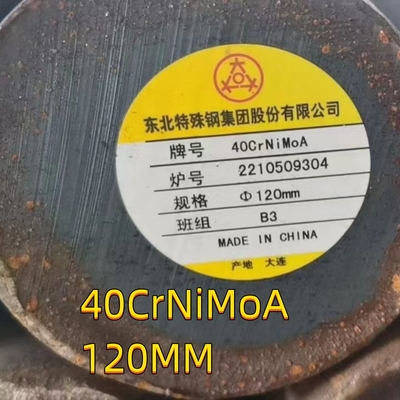 东北特殊钢集团股份有限公司
牌号 40CrNiMoA
炉号 2210509304
规格 Φ120mm
班组 B3
MADE IN CHINA
产地 大连
40CrNiMoA
120MM